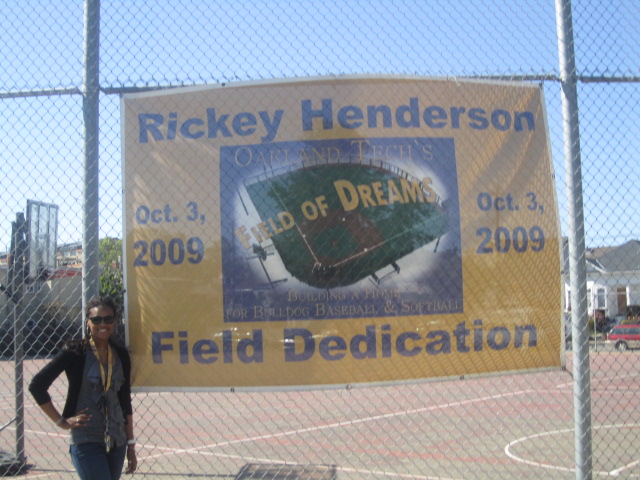 Rickey Henderson
OAKLAND TECH'S
Oct. 3,
2009
FIELD OF DREAMS
Oct. 3,
2009
BUILDING A HOME
FOR BULLDOG BASEBALL & SOFTBALL
Field Dedication